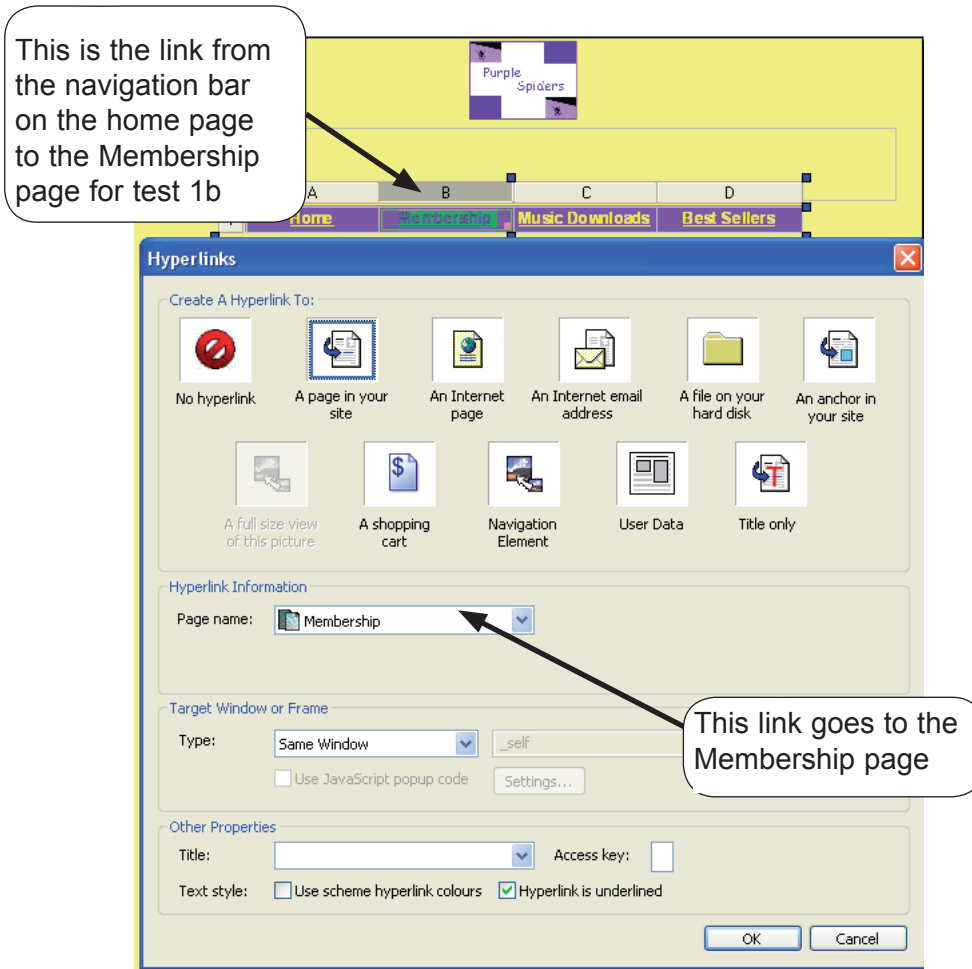 This is the link from
the navigation bar
on the home page
to the Membership
page for test 1b
Purple
Spiders
A B C D
Home Membership Music Downloads Best Sellers
Hyperlinks
Create A Hyperlink To:
No hyperlink
A page in your
site
An Internet
page
An Internet email
address
A file on your
hard disk
An anchor in
your site
A full size view
of this picture
A shopping
cart
Navigation
Element
User Data
Title only
Hyperlink Information
Page name: Membership
This link goes to the
Membership page
Target Window or Frame
Type: Same Window _self
Use JavaScript popup code Settings...
Other Properties
Title: Access key:
Text style: Use scheme hyperlink colours Hyperlink is underlined
OK Cancel